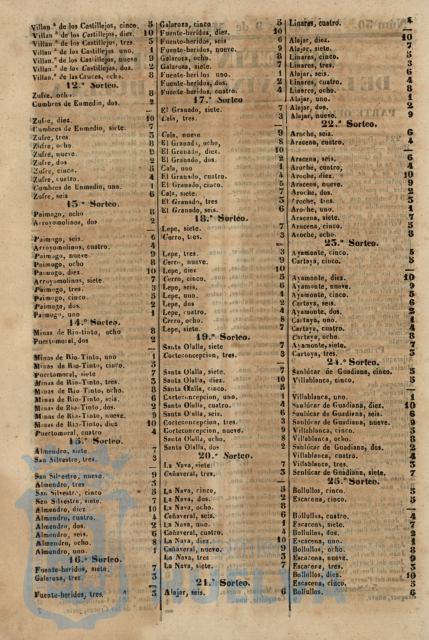 Villan.ª de los Castillejos, cinco. 5
Villan.ª de los Castillejos, diez. 10
Villan.ª de los Castillejos, tres. 3
Villan.ª de los Castillejos, uno. 1
Villan.ª de los Castillejos, nueve 9
Villan.ª de los Castillejos, dos. 2
Villan.ª de las Cruces, ocho. 8
12.º Sorteo.
Zufre, ocho. 8
Cumbres de Enmedio, dos. 2
Zufre, diez. 10
Cumbres de Enmedio, siete. 7
Zufre, tres 3
Zufre, ocho 8
Zufre, nueve. 9
Zufre, dos 2
Zufre, cinco. 5
Zufre, cuatro. 4
Cumbres de Enmedio, uno. 1
Zufre, seis 6
13.º Sorteo.
Paimogo, ocho 8
Arroyomolinos, dos 2
Paimogo, seis. 6
Arroyomolinos, cuatro. 4
Paimogo, nueve 9
Paimogo, ocho 8
Paimogo, diez 10
Arroyomolinos, siete. 7
Paimogo, tres. 3
Paimogo, cinco. 5
Paimogo, dos. 2
Paimogo, uno 1
14.º Sorteo.
Minas de Rio-Tinto, ocho 8
Puertomoral, dos 2
Minas de Rio-Tinto, uno 1
Minas de Rio-Tinto, cinco. 5
Puertomoral, siete 7
Minas de Rio-Tinto, tres. 3
Minas de Rio-Tinto, ocho. 8
Minas de Rio-Tinto, seis. 6
Minas de Rio-Tinto, dos. 2
Minas de Rio-Tinto, nueve. 9
Minas de Rio-Tinto, diez 10
Puertomoral, cuatro 4
15.º Sorteo.
Almendro, siete 7
San Silvestre, tres. 3
San Silvestre, nueve. 9
Almendro, tres 3
San Silvestre, cinco 5
San Silvestre, siete. 7
Almendro, diez 10
Almendro, cuatro. 4
Almendro, dos. 2
Almendro, seis. 6
Almendro, ocho 8
Almendro, uno. 1
16.º Sorteo.
Fuente-heridos, siete. 7
Galaroza, tres. 3
Fuente-heridos, tres. 3
Galaroza, cinco 5
Fuente-heridos, diez. 10
Fuente-heridos, seis 6
Fuente-heridos, nueve. 9
Galaroza, ocho 8
Galaroza, siete. 7
Fuente-heridos uno. 1
Fuente-heridos, dos. 2
Fuente-heridos, cuatro. 4
17.º Sorteo.
El Granado, siete. 7
Cala, tres. 3
Cala, nueve 9
El Granado, ocho, 8
El Granado, diez. 10
El Granado, dos. 2
Cala, uno 1
El Granado, cuatro. 4
El Granado, cinco. 5
Cala, siete. 7
El Granado, tres 3
El Granado, seis. 6
18.º Sorteo.
Lepe, siete. 7
Cerro, tres. 3
Lepe, tres. 3
Cerro, nueve. 9
Lepe, diez. 10
Cerro, cinco. 5
Lepe, seis. 6
Lepe, uno. 1
Lepe, dos. 2
Lepe, cuatro 4
Cerro, ocho. 8
Lepe, siete. 7
19.º Sorteo.
Santa Olalla, siete 7
Corteconcepcion, tres. 3
Santa Olalla, siete. 7
Santa Olalla, diez. 10
Santa Olalla, cinco. 5
Corteconcepcion, uno. 1
Santa Olalla, cuatro. 4
Santa Olalla, seis. 6
Corteconcepcion, tres. 3
Corteconcepcion, nueve. 9
Santa Olalla, ocho. 8
Santa Olalla, dos 2
20.º Sorteo.
La Nava, siete. 7
Cañaveral, tres. 3
La Nava, cinco, 5
La Nava, dos. 2
La Nava, ocho. 8
Cañaveral, seis. 6
La Nava, uno. 1
Cañaveral, cuatro. 4
La Nava, diez 10
Cañaveral, nueve. 9
La Nava, tres 3
La Nava, siete. 7
21.º Sorteo.
Alajar, seis. 6
Linares, cuatro. 4
Alajar, diez. 10
Alajar, siete. 7
Linares, cinco. 5
Linares, tres. 3
Alajar, seis. 6
Linares, cuatro 4
Linares, ocho. 8
Alajar, uno. 1
Alajar, dos. 2
Alajar, nueve. 9
22.º Sorteo.
Aroche, seis. 6
Aracena, cuatro. 4
Aracena, seis. 6
Aroche, cuatro, 4
Aroche, diez. 10
Aracena, nueve. 9
Aroche, dos. 2
Aroche, tres. 3
Aroche, uno. 1
Aracena, siete. 7
Aracena, cinco. 5
Aroche, ocho. 8
23.º Sorteo.
Ayamonte, cinco. 5
Cartaya, cinco. 5
Ayamonte, diez. 10
Ayamonte, nueve. 9
Ayamonte, cinco. 5
Cartaya, seis. 6
Ayamonte, dos. 2
Cartaya, uno. 1
Cartaya, cuatro. 4
Cartaya, ocho. 8
Ayamonte, siete. 7
Cartaya, tres. 3
24.º Sorteo.
Sanlúcar de Guadiana, cinco. 5
Villablanca, cinco. 5
Villablanca, uno. 1
Sanlúcar de Guadiana, diez. 10
Sanlúcar de Guadiana, seis. 6
Sanlúcar de Guadiana, nueve. 9
Villablanca, cinco. 5
Villablanca, ocho. 8
Sanlúcar de Guadiana, dos. 2
Villablanca, cuatro. 4
Villablanca, tres. 3
Sanlúcar de Guadiana, siete. 7
25.º Sorteo.
Bollullos, cinco. 5
Escacena, cinco. 5
Bollullos, cuatro. 4
Escacena, siete. 7
Escacena, dos. 2
Bollullos, uno. 1
Bollullos, ocho. 8
Escacena, nueve. 9
Escacena, tres. 3
Bollullos, diez. 10
Escacena, cinco. 5
Bollullos, seis. 6
HUELVA